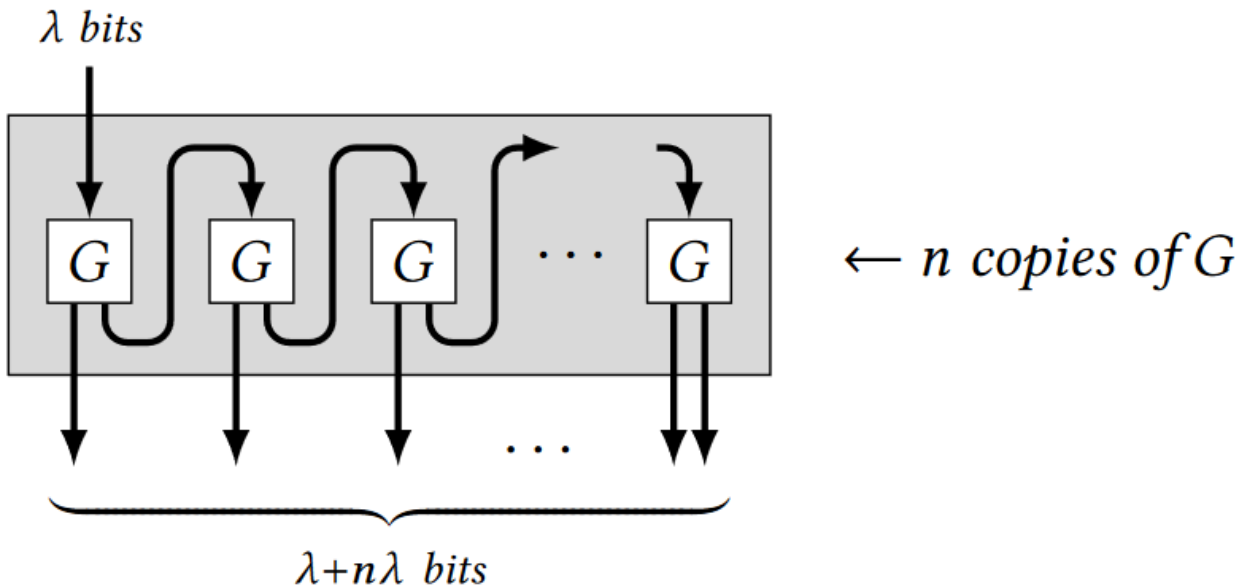 λ bits
G G G · · · G ← n copies of G
· · ·
λ+nλ bits